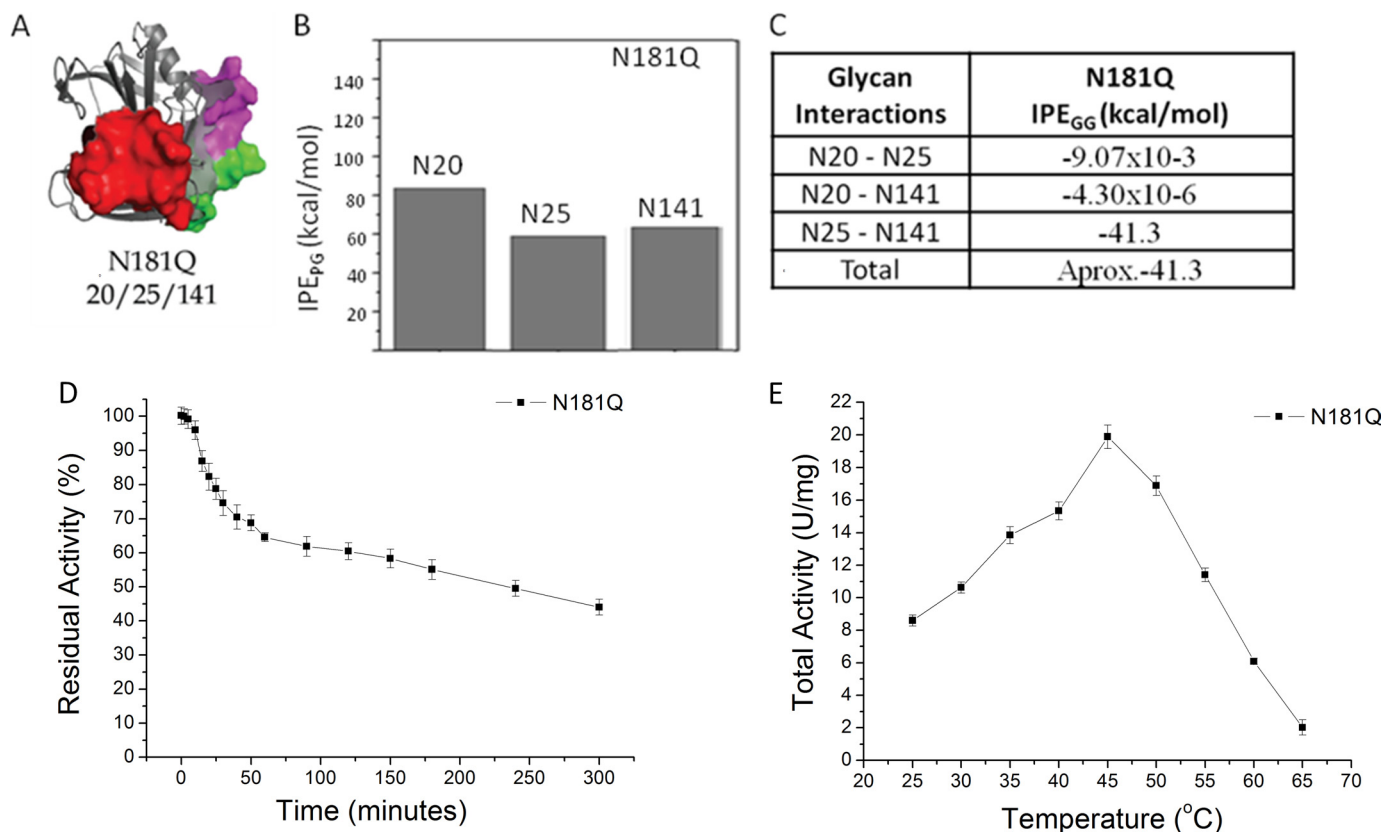 A
N181Q
20/25/141
B
N181Q
IPE_PG (kcal/mol)
140
120
100
80
60
40
20
N20
N25
N141
C
Glycan Interactions
N181Q IPE_GG (kcal/mol)
N20 - N25
-9.07x10-3
N20 - N141
-4.30x10-6
N25 - N141
-41.3
Total
Aprox.-41.3
D
N181Q
Residual Activity (%)
100
90
80
70
60
50
40
30
20
10
0
0 50 100 150 200 250 300
Time (minutes)
E
N181Q
Total Activity (U/mg)
22
20
18
16
14
12
10
8
6
4
2
0
20 25 30 35 40 45 50 55 60 65 70
Temperature (°C)